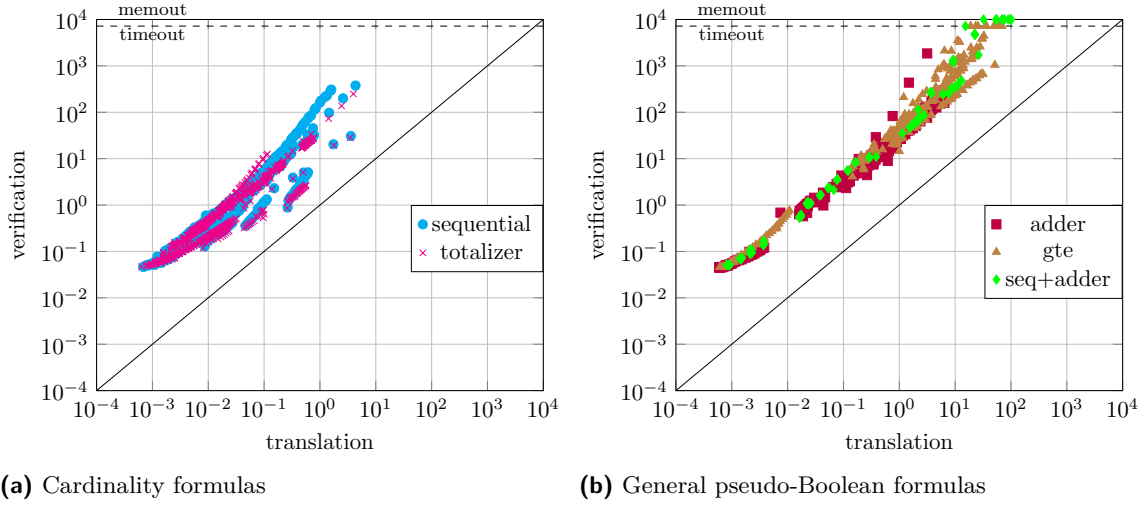 memout
timeout
10^4
10^3
10^2
10^1
10^0
10^−1
10^−2
10^−3
10^−4
verification
sequential
totalizer
10^−4 10^−3 10^−2 10^−1 10^0 10^1 10^2 10^3 10^4
translation
(a) Cardinality formulas
memout
timeout
10^4
10^3
10^2
10^1
10^0
10^−1
10^−2
10^−3
10^−4
verification
adder
gte
seq+adder
10^−4 10^−3 10^−2 10^−1 10^0 10^1 10^2 10^3 10^4
translation
(b) General pseudo-Boolean formulas